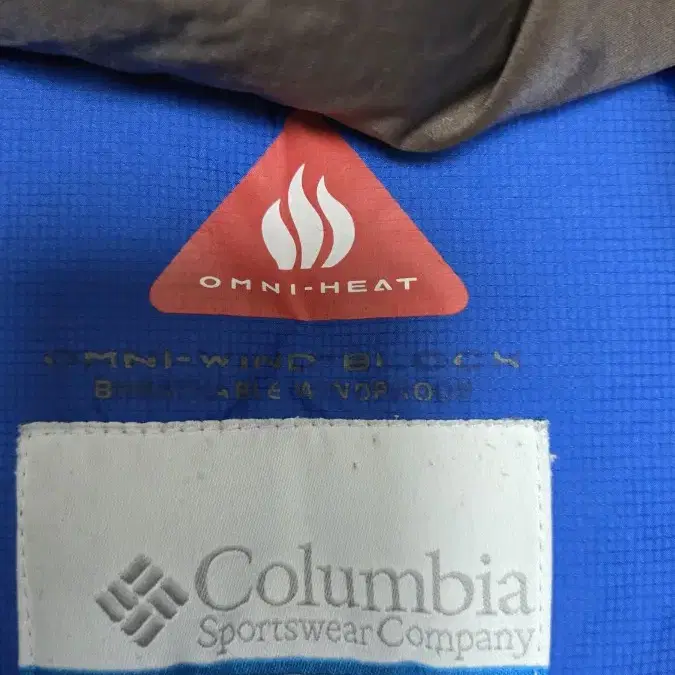 OMNI-HEAT
OMNI-WIND BLOCK
Columbia
Sportswear Company